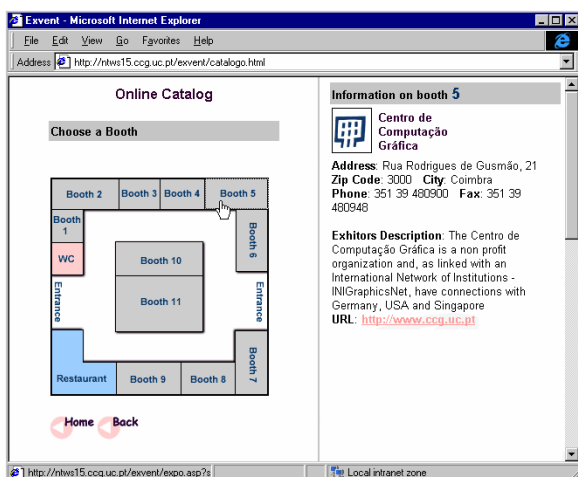 Exvent - Microsoft Internet Explorer
File Edit View Go Favorites Help
Address http://ntws15.ccg.uc.pt/exvent/catalogo.html
Online Catalog
Choose a Booth
Booth 2
Booth 3
Booth 4
Booth 5
Booth
1
WC
Booth 6
Booth 10
Booth 11
Entrance
Entrance
Restaurant
Booth 9
Booth 8
Booth 7
Home
Back
Information on booth 5
Centro de
Computação
Gráfica
Address: Rua Rodrigues de Gusmão, 21
Zip Code: 3000 City: Coimbra
Phone: 351 39 480900 Fax: 351 39
480948
Exhitors Description: The Centro de
Computação Gráfica is a non profit
organization and, as linked with an
International Network of Institutions -
INIGraphicsNet, have connections with
Germany, USA and Singapore
URL: http://www.ccg.uc.pt
http://ntws15.ccg.uc.pt/exvent/expo.asp?s
Local intranet zone